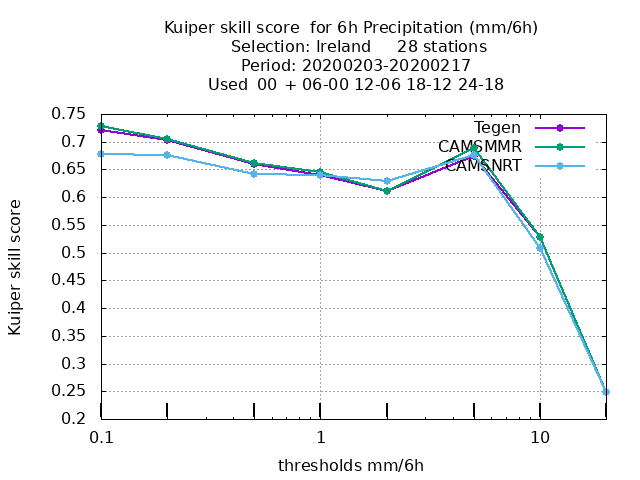 Kuiper skill score  for 6h Precipitation (mm/6h)
Selection: Ireland     28 stations
Period: 20200203-20200217
Used  00 + 06-00 12-06 18-12 24-18
Kuiper skill score
0.75
0.7
0.65
0.6
0.55
0.5
0.45
0.4
0.35
0.3
0.25
0.2
Tegen
CAMSMMR
CAMSNRT
0.1
1
10
thresholds mm/6h